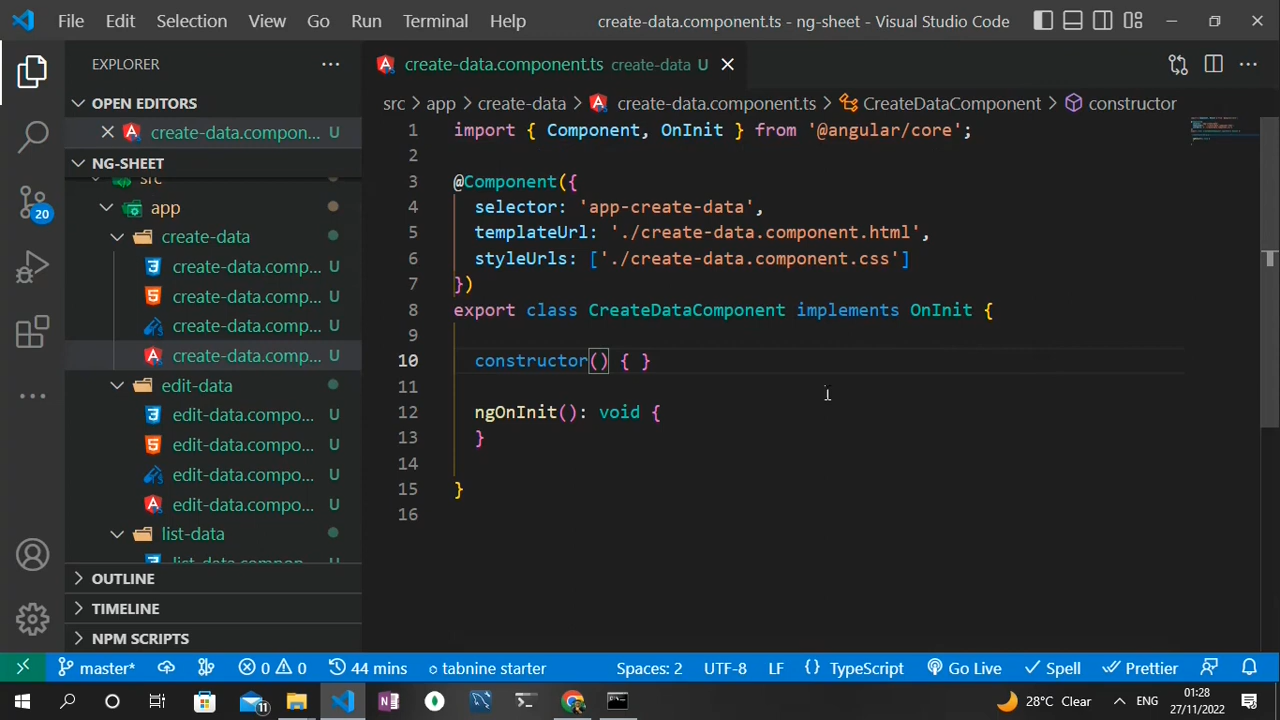 File Edit Selection View Go Run Terminal Help create-data.component.ts - ng-sheet - Visual Studio Code
EXPLORER
OPEN EDITORS
create-data.compon... U
NG-SHEET
src
app
create-data
create-data.comp... U
create-data.comp... U
create-data.comp... U
create-data.comp... U
edit-data
edit-data.compo... U
edit-data.compo... U
edit-data.compo... U
edit-data.compo... U
list-data
list-data.compon...
OUTLINE
TIMELINE
NPM SCRIPTS
20
create-data.component.ts create-data U
src > app > create-data > create-data.component.ts > CreateDataComponent > constructor
1 import { Component, OnInit } from '@angular/core';
2
3 @Component({
4 selector: 'app-create-data',
5 templateUrl: './create-data.component.html',
6 styleUrls: ['./create-data.component.css']
7 })
8 export class CreateDataComponent implements OnInit {
9
10 constructor() { }
11
12 ngOnInit(): void {
13 }
14
15 }
16
master* 0 0 44 mins tabnine starter Spaces: 2 UTF-8 LF {} TypeScript Go Live Spell Prettier
11 28°C Clear ENG 01:28
27/11/2022